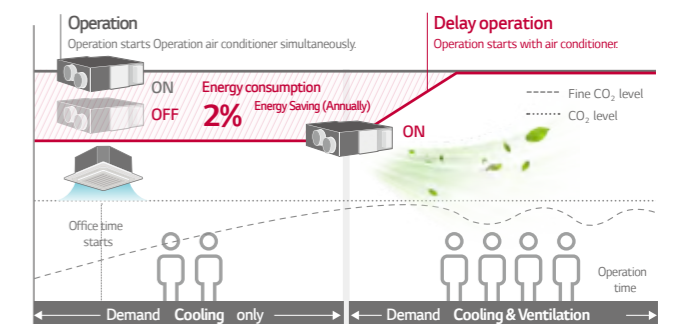 Operation
Operation starts Operation air conditioner simultaneously.
Delay operation
Operation starts with air conditioner.
ON
OFF
Energy consumption
2% Energy Saving (Annually)
ON
Fine CO₂ level
CO₂ level
Office time
starts
Operation
time
Demand Cooling only
Demand Cooling & Ventilation